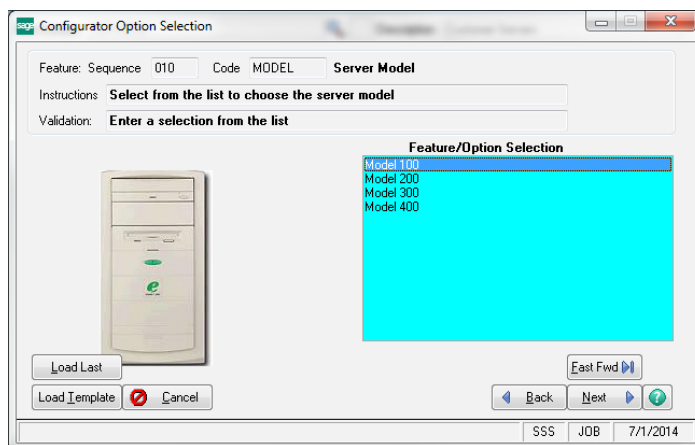 sage Configurator Option Selection
Feature: Sequence 010 Code MODEL Server Model
Instructions Select from the list to choose the server model
Validation: Enter a selection from the list
Feature/Option Selection
Model 100
Model 200
Model 300
Model 400
e
Load Last
Fast Fwd
Load Template Cancel Back Next ?
SSS JOB 7/1/2014